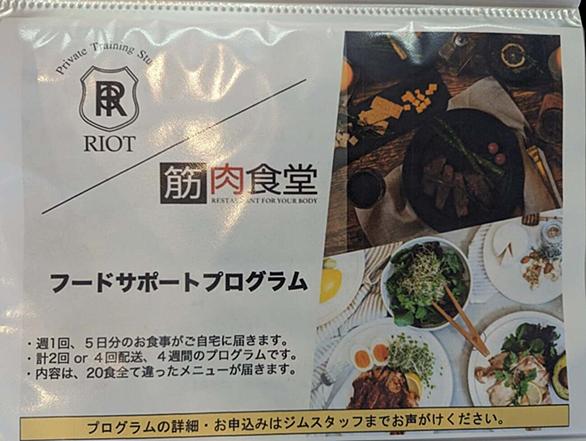 Private Training Stu
RR
RIOT
筋肉食堂
RESTAURANT FOR YOUR BODY
フードサポートプログラム
・週1回、5日分のお食事がご自宅に届きます。
・計2回 or 4回配送、4週間のプログラムです。
・内容は、20食全て違ったメニューが届きます。
プログラムの詳細・お申込みはジムスタッフまでお声がけください。